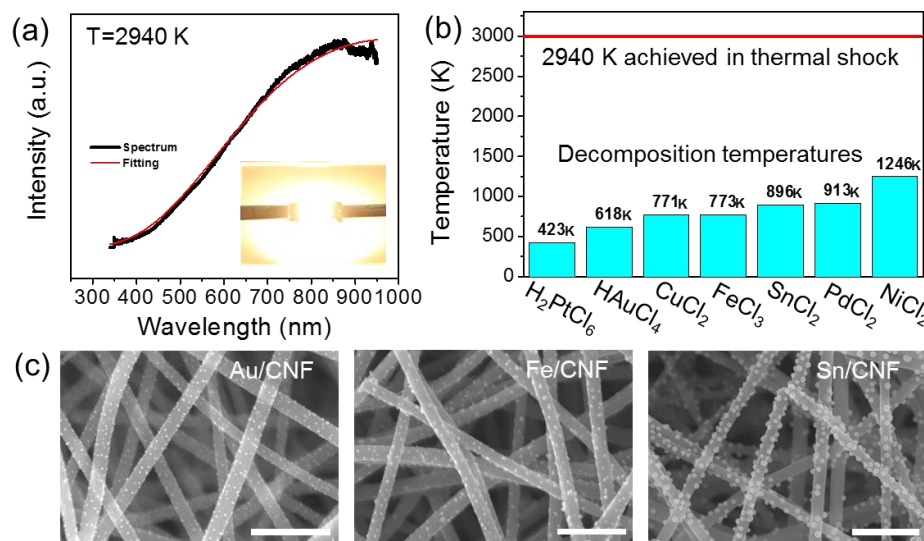 (a)
T=2940 K
Intensity (a.u.)
Spectrum
Fitting
300 400 500 600 700 800 900 1000
Wavelength (nm)
(b)
Temperature (K)
3000
2500
2000
1500
1000
500
0
2940 K achieved in thermal shock
Decomposition temperatures
423K
618K
771K
773K
896K
913K
1246K
H₂PtCl₆
HAuCl₄
CuCl₂
FeCl₃
SnCl₂
PdCl₂
NiCl₂
(c)
Au/CNF
Fe/CNF
Sn/CNF